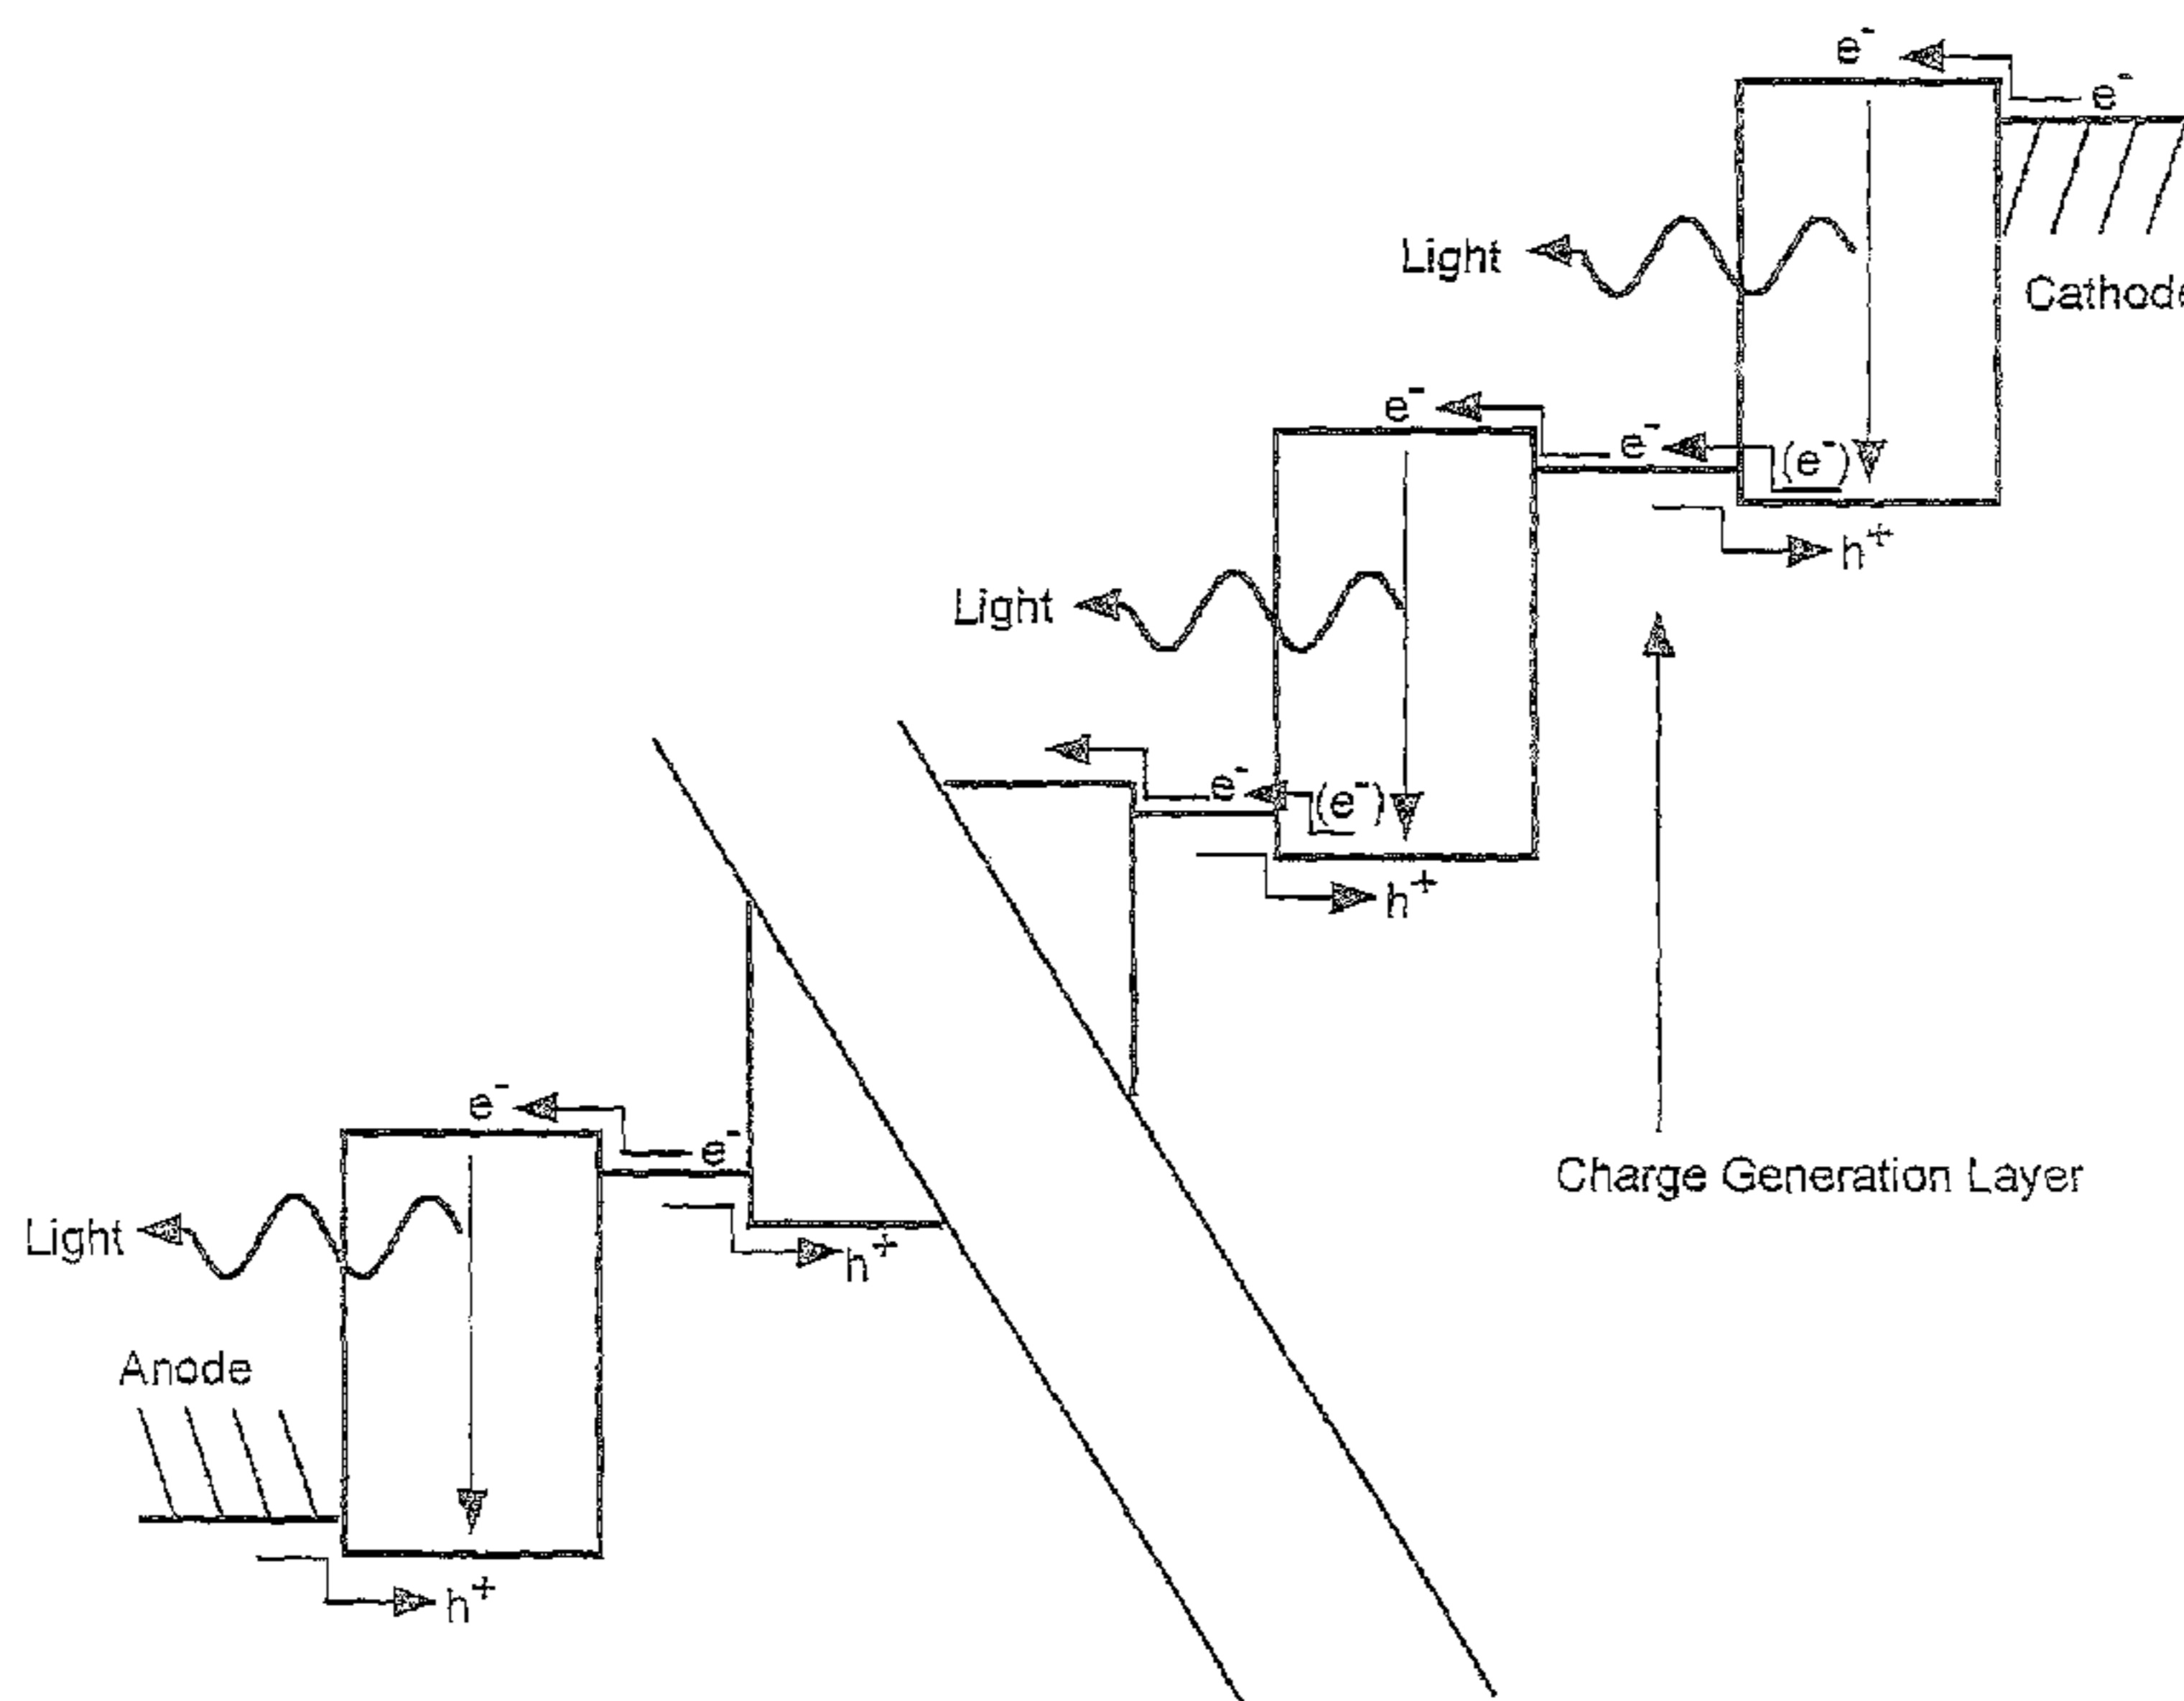 e⁻
e⁻
Light
Cathode
e⁻
e⁻
(e⁻)
h⁺
Light
e⁻
(e⁻)
h⁺
e⁻
e⁻
Charge Generation Layer
Light
h⁺
Anode
h⁺